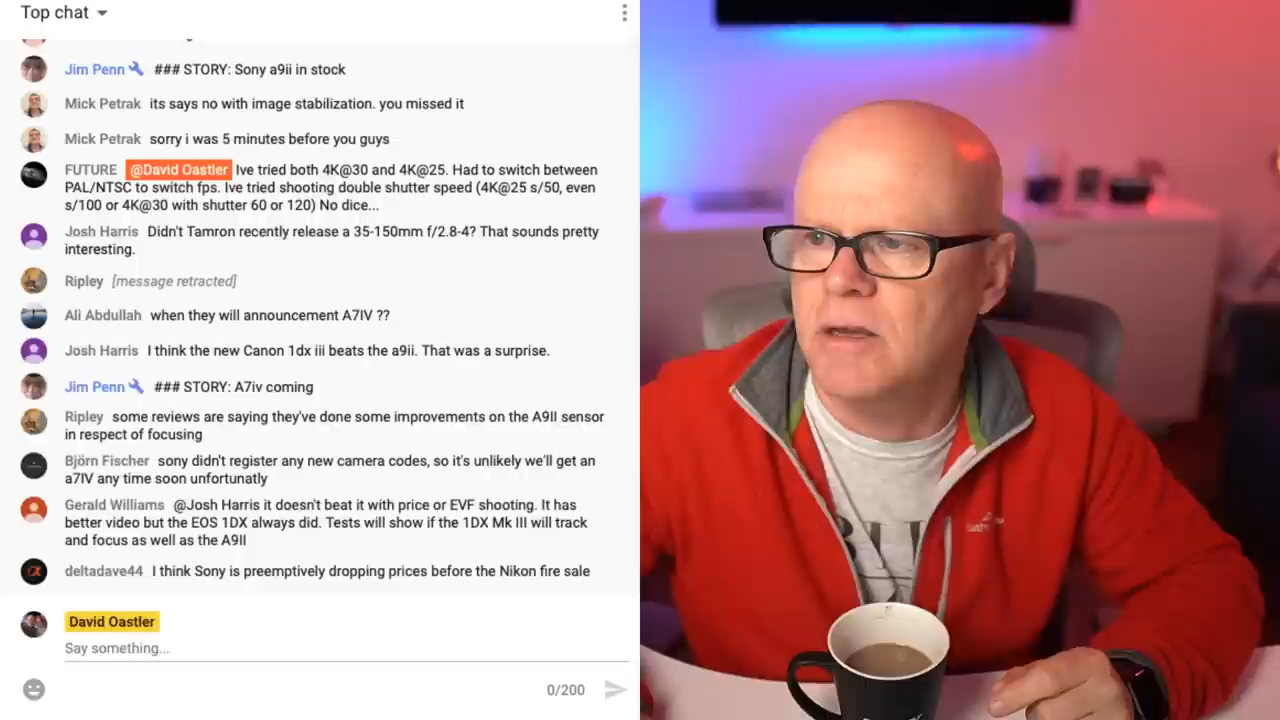 Top chat
Jim Penn ### STORY: Sony a9ii in stock
Mick Petrak its says no with image stabilization. you missed it
Mick Petrak sorry i was 5 minutes before you guys
FUTURE @David Oastler Ive tried both 4K@30 and 4K@25. Had to switch between
PAL/NTSC to switch fps. Ive tried shooting double shutter speed (4K@25 s/50, even
s/100 or 4K@30 with shutter 60 or 120) No dice...
Josh Harris Didn't Tamron recently release a 35-150mm f/2.8-4? That sounds pretty
interesting.
Ripley [message retracted]
Ali Abdullah when they will announcement A7IV ??
Josh Harris I think the new Canon 1dx iii beats the a9ii. That was a surprise.
Jim Penn ### STORY: A7iv coming
Ripley some reviews are saying they've done some improvements on the A9II sensor
in respect of focusing
Björn Fischer sony didn't register any new camera codes, so it's unlikely we'll get an
a7IV any time soon unfortunatly
Gerald Williams @Josh Harris it doesn't beat it with price or EVF shooting. It has
better video but the EOS 1DX always did. Tests will show if the 1DX Mk III will track
and focus as well as the A9II
deltadave44 I think Sony is preemptively dropping prices before the Nikon fire sale
David Oastler
Say something...
0/200